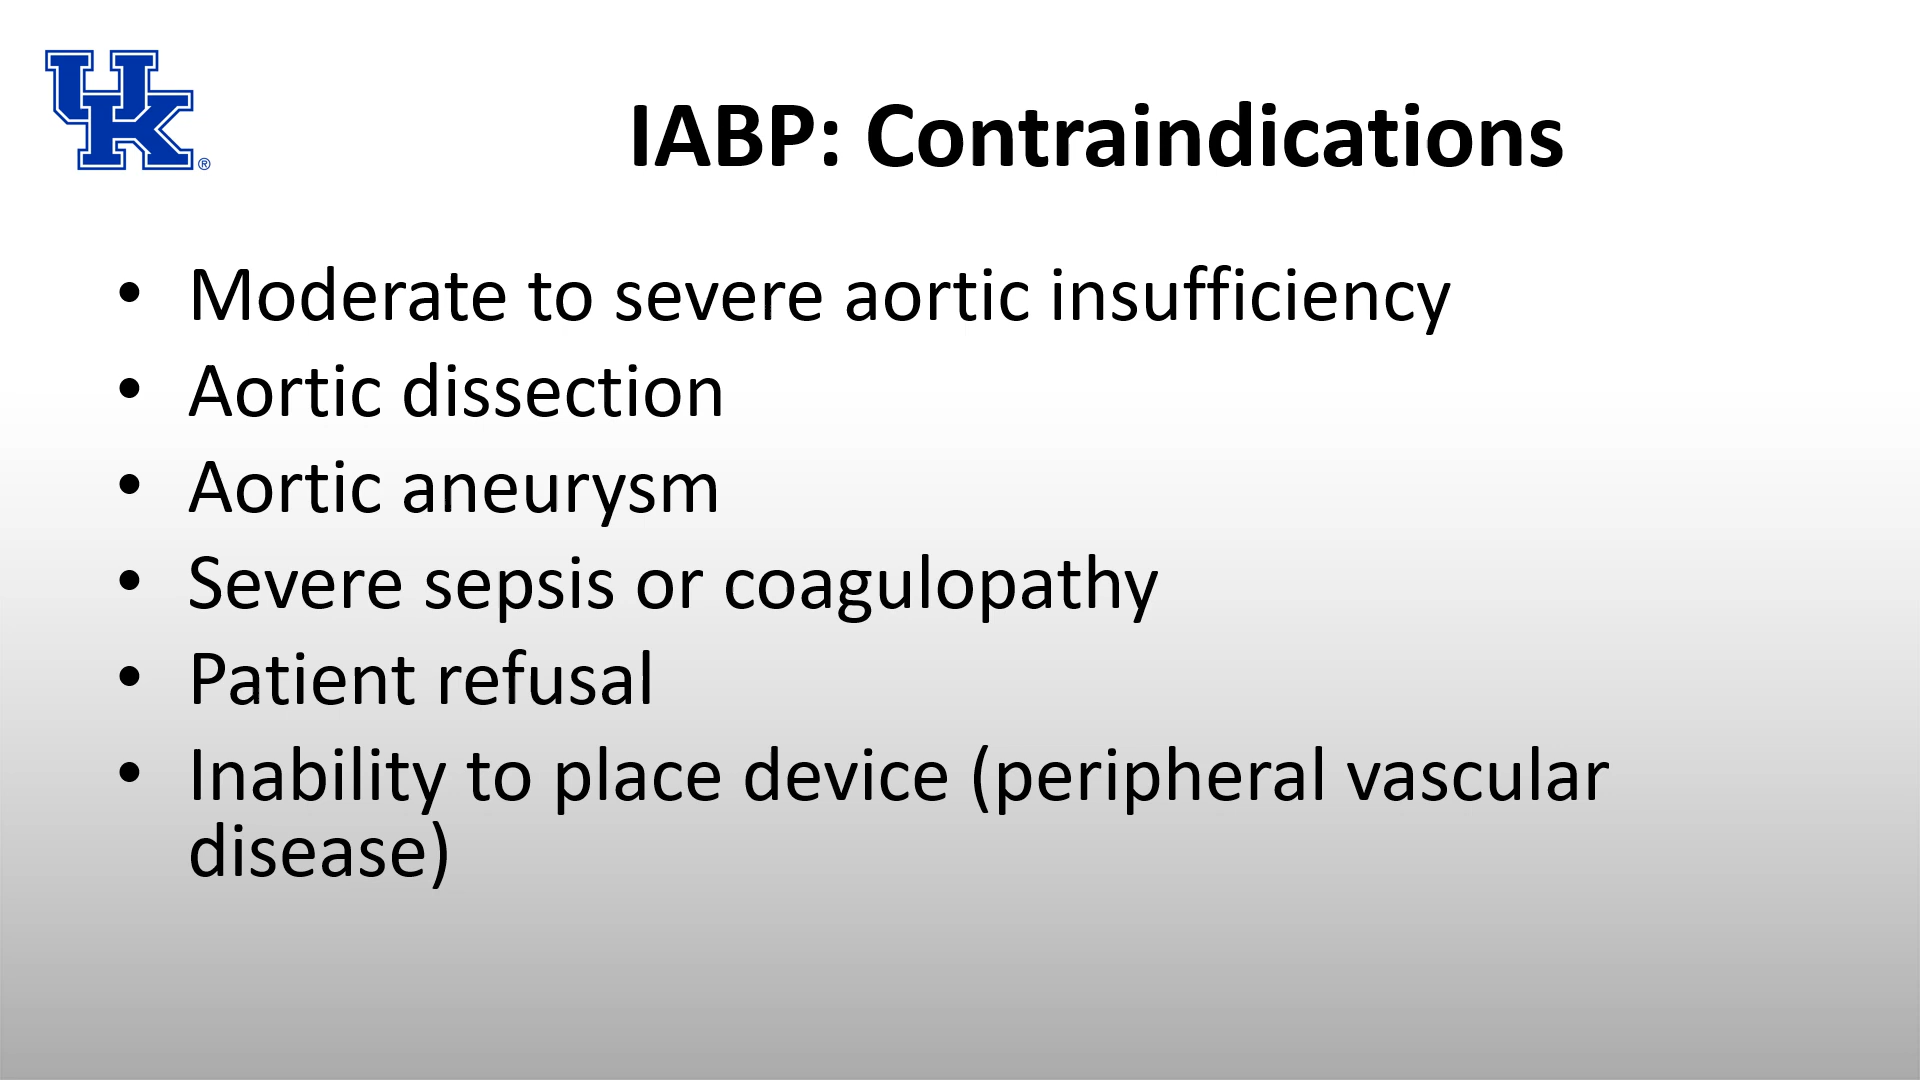 UK®
IABP: Contraindications
• Moderate to severe aortic insufficiency
• Aortic dissection
• Aortic aneurysm
• Severe sepsis or coagulopathy
• Patient refusal
• Inability to place device (peripheral vascular
disease)